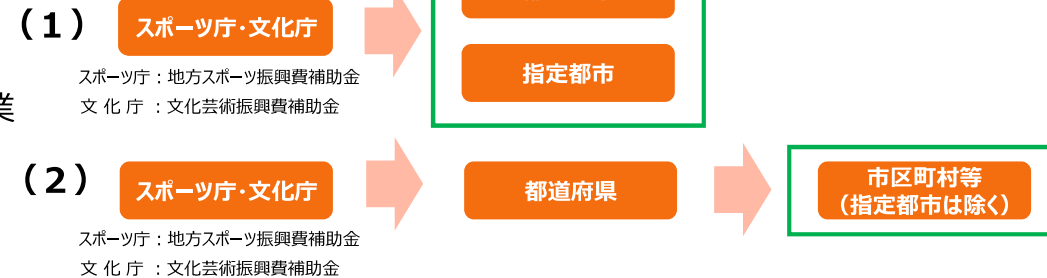 （１）
スポーツ庁・文化庁
スポーツ庁：地方スポーツ振興費補助金
文 化 庁 ：文化芸術振興費補助金
指定都市
業
（２）
スポーツ庁・文化庁
都道府県
市区町村等
（指定都市は除く）
スポーツ庁：地方スポーツ振興費補助金
文 化 庁 ：文化芸術振興費補助金